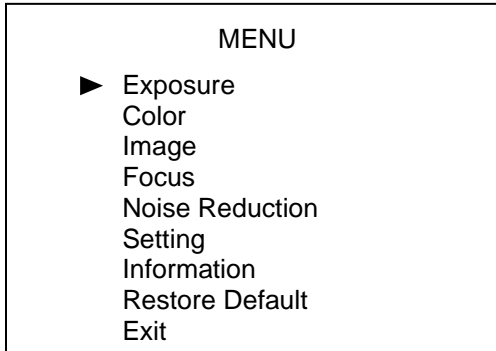 MENU
Exposure
Color
Image
Focus
Noise Reduction
Setting
Information
Restore Default
Exit